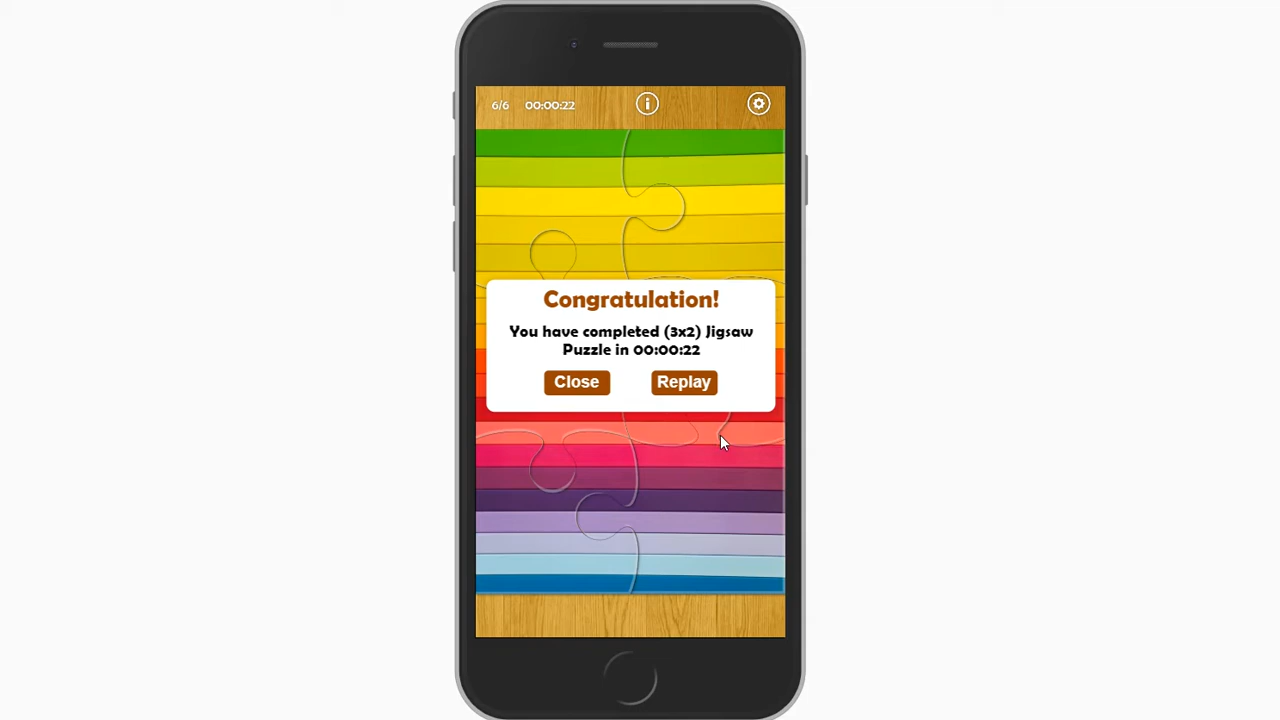 6/6 00:00:22
Congratulation!
You have completed (3x2) Jigsaw
Puzzle in 00:00:22
Close Replay